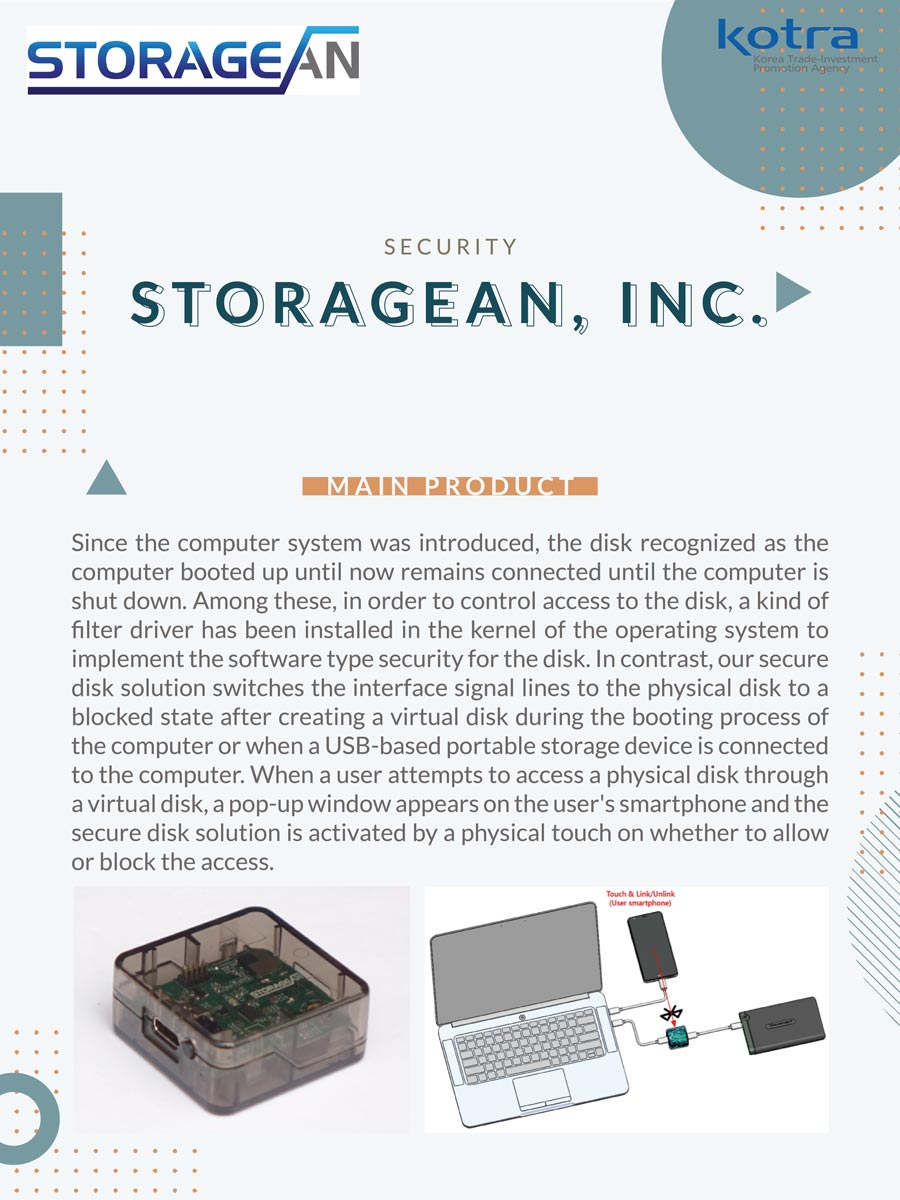 STORAGEAN
kotra
Korea Trade-Investment
Promotion Agency
SECURITY
STORAGEAN, INC.
MAIN PRODUCT
Since the computer system was introduced, the disk recognized as the
computer booted up until now remains connected until the computer is
shut down. Among these, in order to control access to the disk, a kind of
filter driver has been installed in the kernel of the operating system to
implement the software type security for the disk. In contrast, our secure
disk solution switches the interface signal lines to the physical disk to a
blocked state after creating a virtual disk during the booting process of
the computer or when a USB-based portable storage device is connected
to the computer. When a user attempts to access a physical disk through
a virtual disk, a pop-up window appears on the user's smartphone and the
secure disk solution is activated by a physical touch on whether to allow
or block the access.
STORAGEAN
Touch & Link/Unlink
(User smartphone)